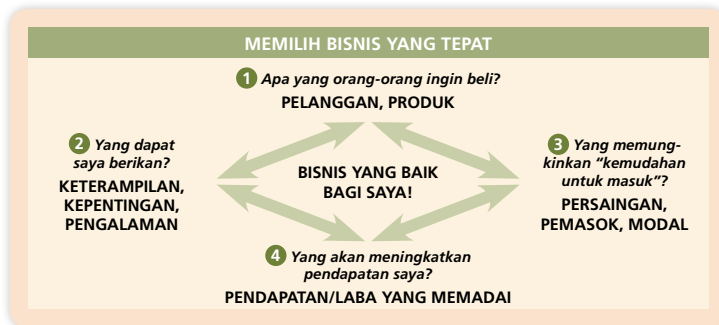 MEMILIH BISNIS YANG TEPAT
1 Apa yang orang-orang ingin beli?
PELANGGAN, PRODUK
2 Yang dapat
saya berikan?
KETERAMPILAN,
KEPENTINGAN,
PENGALAMAN
BISNIS YANG BAIK
BAGI SAYA!
3 Yang memung-
kinkan “kemudahan
untuk masuk”?
PERSAINGAN,
PEMASOK, MODAL
4 Yang akan meningkatkan
pendapatan saya?
PENDAPATAN/LABA YANG MEMADAI